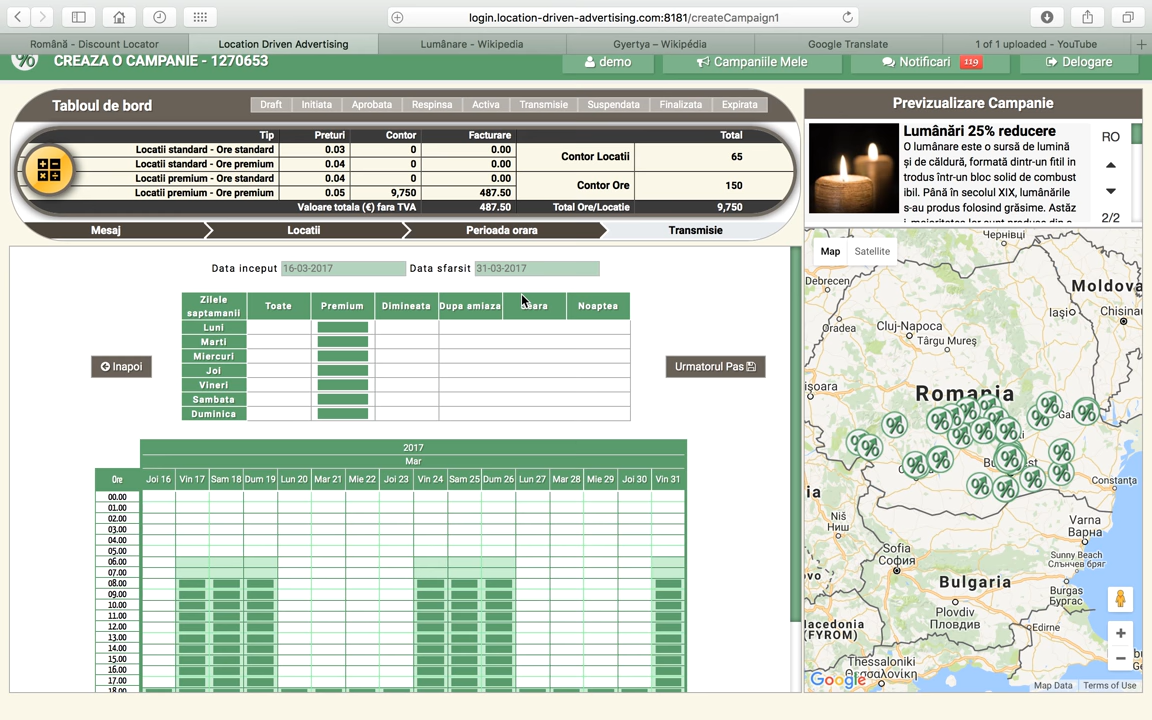 login.location-driven-advertising.com:8181/createCampaign1
Română - Discount Locator
Location Driven Advertising
Lumânare - Wikipedia
Gyertya – Wikipédia
Google Translate
1 of 1 uploaded - YouTube
CREAZA O CAMPANIE - 1270653
demo
Campaniile Mele
Notificari 119
Delogare
Tabloul de bord
Draft Initiata Aprobata Respinsa Activa Transmisie Suspendata Finalizata Expirata
Tip Preturi Contor Facturare Total
Locatii standard - Ore standard 0.03 0 0.00
Locatii standard - Ore premium 0.04 0 0.00
Locatii premium - Ore standard 0.04 0 0.00
Locatii premium - Ore premium 0.05 9,750 487.50
Contor Locatii 65
Contor Ore 150
Valoare totala (€) fara TVA 487.50 Total Ore/Locatie 9,750
Mesaj Locatii Perioada orara Transmisie
Data inceput 16-03-2017 Data sfarsit 31-03-2017
Zilele saptamanii Toate Premium Dimineata Dupa amiaza Noaptea
Luni
Marti
Miercuri
Joi
Vineri
Sambata
Duminica
Inapoi
Urmatorul Pas
2017
Mar
Ore Joi 16 Vin 17 Sam 18 Dum 19 Lun 20 Mar 21 Mie 22 Joi 23 Vin 24 Sam 25 Dum 26 Lun 27 Mar 28 Mie 29 Joi 30 Vin 31
00.00
01.00
02.00
03.00
04.00
05.00
06.00
07.00
08.00
09.00
10.00
11.00
12.00
13.00
14.00
15.00
16.00
17.00
18.00
Previzualizare Campanie
Lumânări 25% reducere
O lumânare este o sursă de lumină
și de căldură, formată dintr-un fitil in
trodus într-un bloc solid de combust
ibil. Până în secolul XIX, lumânările
s-au produs folosind grăsime. Astăz
RO
2/2
Map Satellite
Чернівці
Debrecen
Moldova
Oradea
Cluj-Napoca
Iași
Chisinau
Târgu Mureș
Romania
Constanța
Niš
Ниш
Varna
Варна
Sofia
София
Sunny Beach
Слънчев бряг
Bulgaria
Burgas
Бургас
Plovdiv
Пловдив
Edirne
Macedonia
(FYROM)
Thessaloniki
Θεσσαλονίκη
Google
Map Data Terms of Use